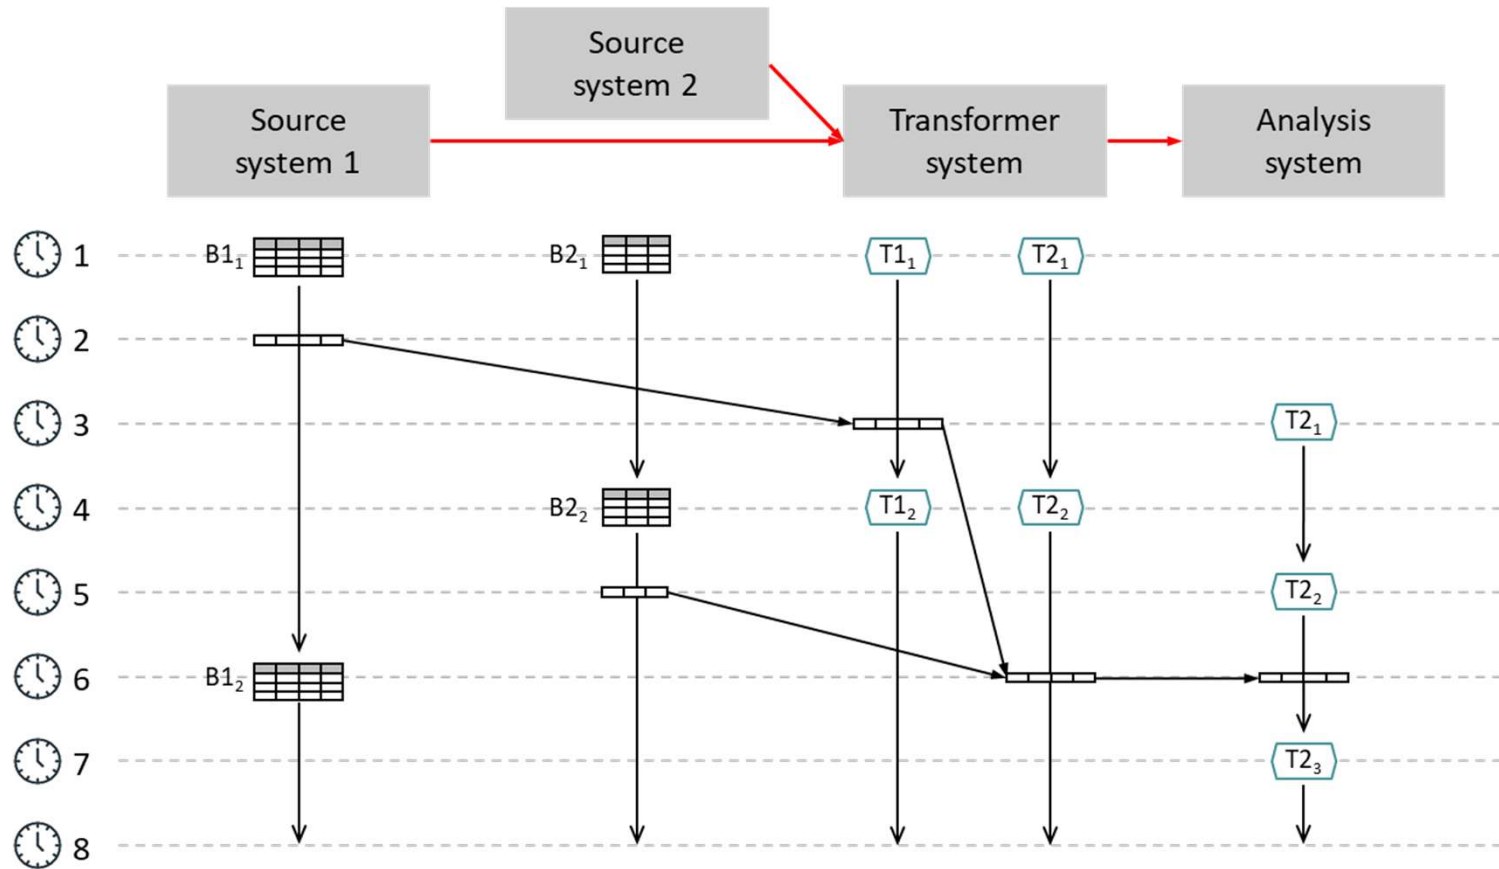 Source
system 2
Source
system 1
Transformer
system
Analysis
system
1 B1₁ B2₁ T1₁ T2₁
2
3 T2₁
4 B2₂ T1₂ T2₂
5 T2₂
6 B1₂
7 T2₃
8